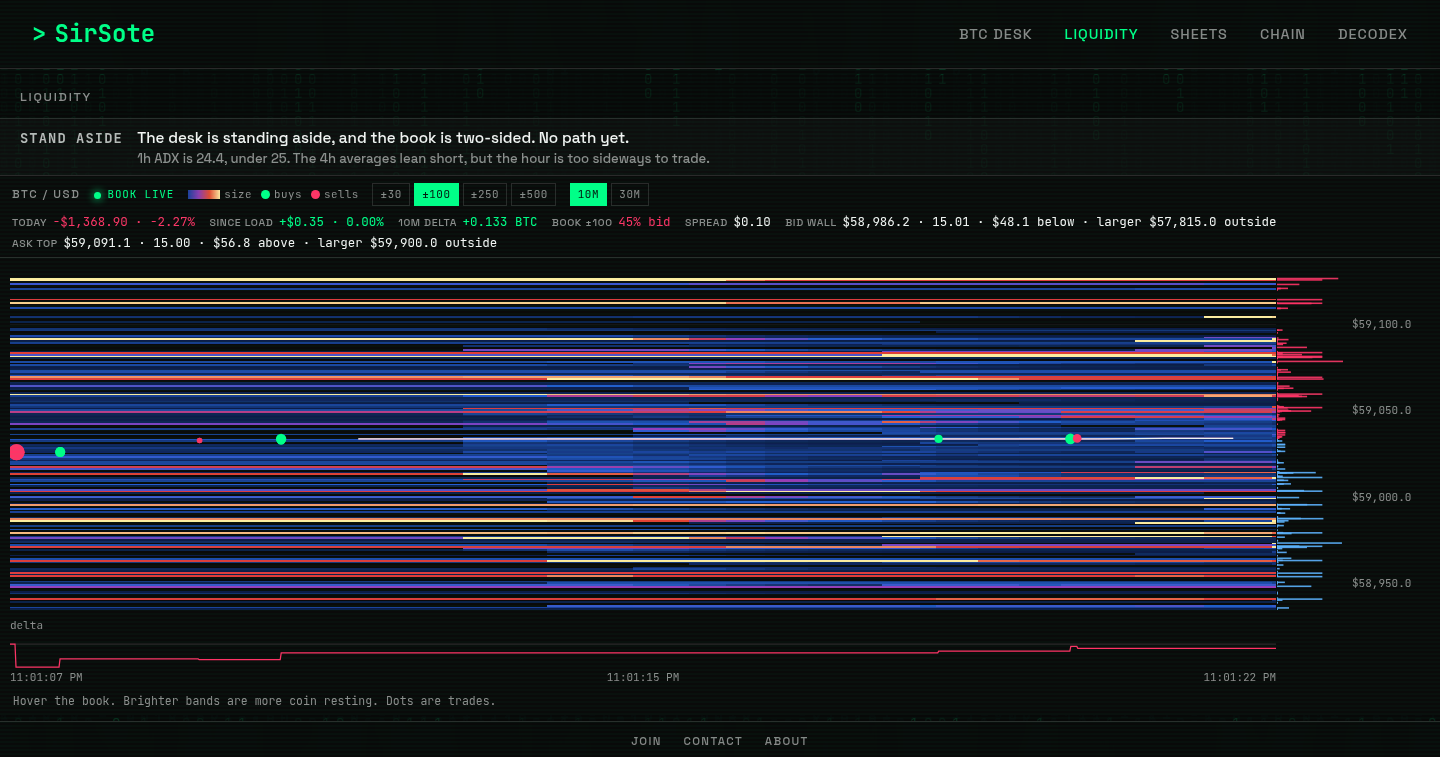 > SirSote
BTC DESK LIQUIDITY SHEETS CHAIN DECODEX
LIQUIDITY
STAND ASIDE The desk is standing aside, and the book is two-sided. No path yet.
1h ADX is 24.4, under 25. The 4h averages lean short, but the hour is too sideways to trade.
BTC / USD BOOK LIVE size buys sells ±30 ±100 ±250 ±500 10M 30M
TODAY -$1,368.90 · -2.27% SINCE LOAD +$0.35 · 0.00% 10M DELTA +0.133 BTC BOOK ±100 45% bid SPREAD $0.10 BID WALL $58,986.2 · 15.01 · $48.1 below · larger $57,815.0 outside
ASK TOP $59,091.1 · 15.00 · $56.8 above · larger $59,900.0 outside
$59,100.0
$59,050.0
$59,000.0
$58,950.0
delta
11:01:07 PM 11:01:15 PM 11:01:22 PM
Hover the book. Brighter bands are more coin resting. Dots are trades.
JOIN CONTACT ABOUT